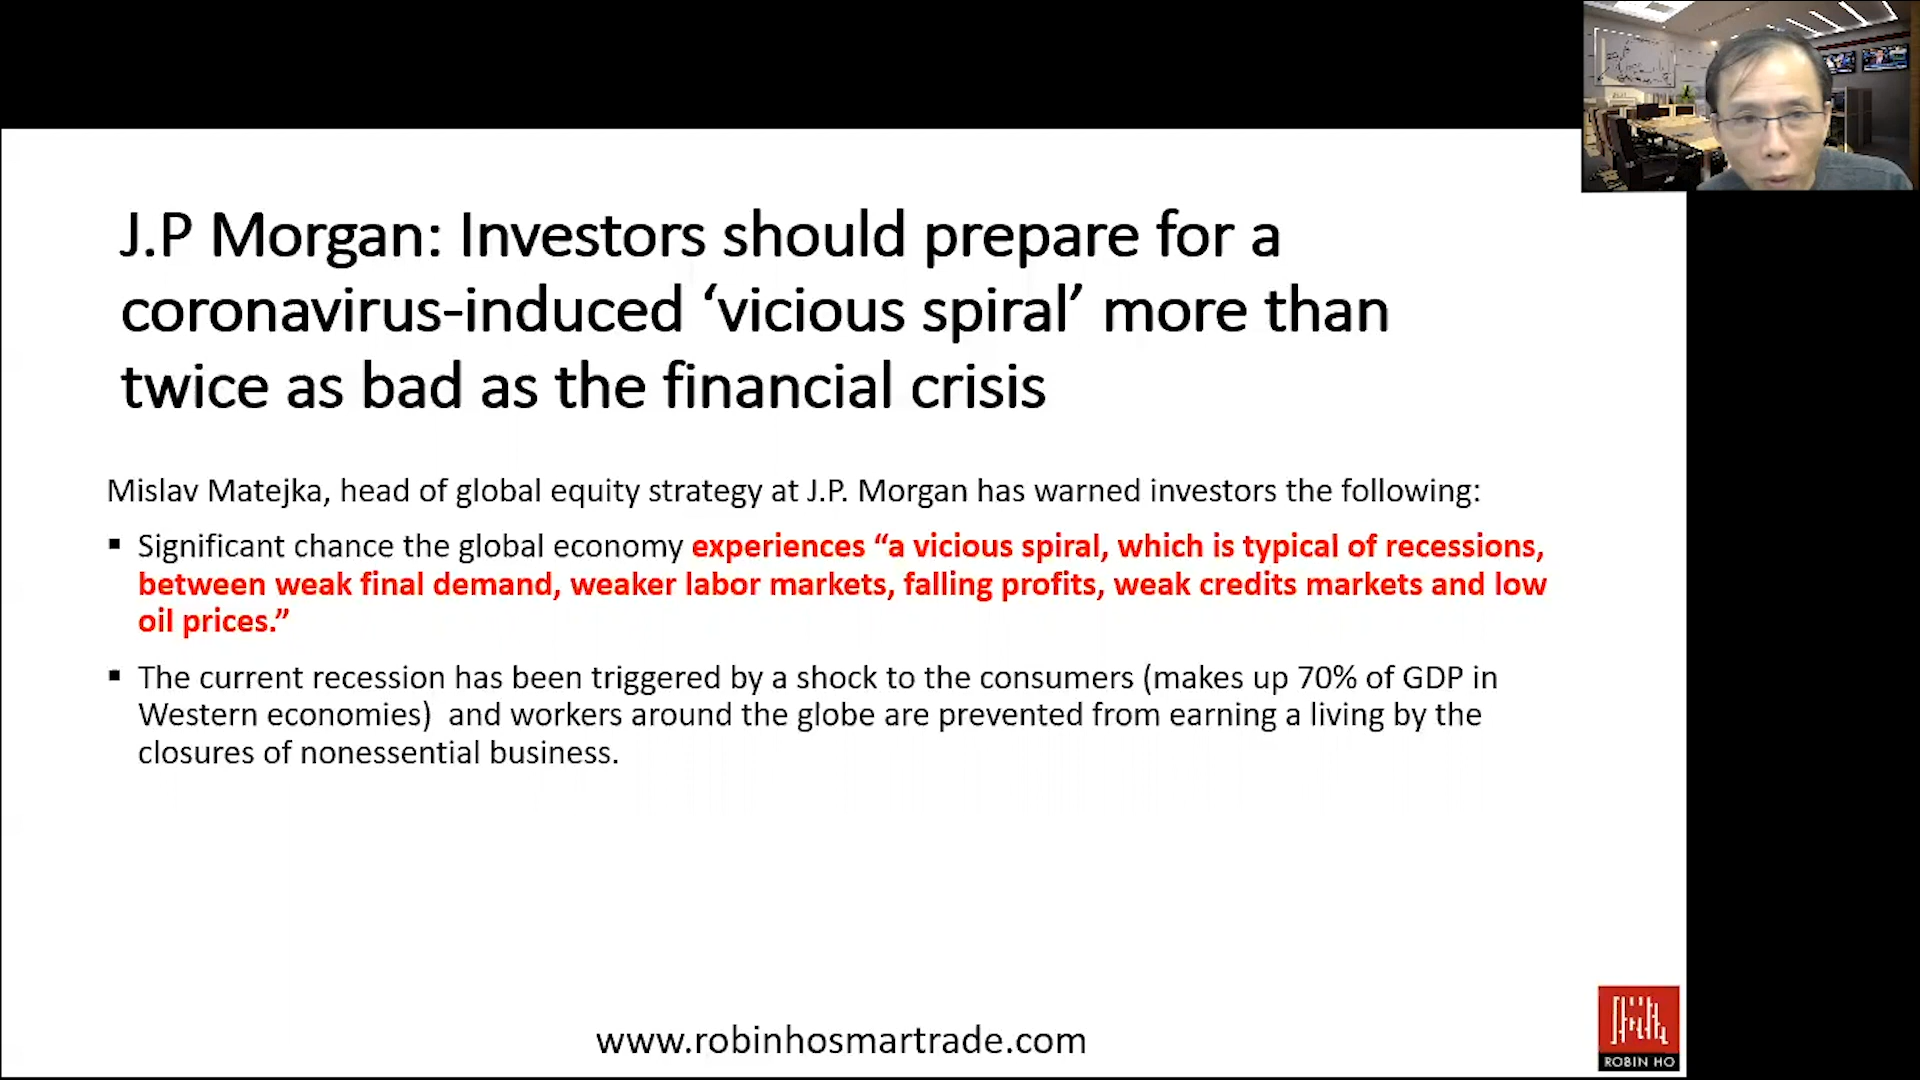 J.P Morgan: Investors should prepare for a
coronavirus-induced ‘vicious spiral’ more than
twice as bad as the financial crisis
Mislav Matejka, head of global equity strategy at J.P. Morgan has warned investors the following:
▪ Significant chance the global economy experiences “a vicious spiral, which is typical of recessions,
between weak final demand, weaker labor markets, falling profits, weak credits markets and low
oil prices.”
▪ The current recession has been triggered by a shock to the consumers (makes up 70% of GDP in
Western economies)  and workers around the globe are prevented from earning a living by the
closures of nonessential business.
www.robinhosmartrade.com
ROBIN HO